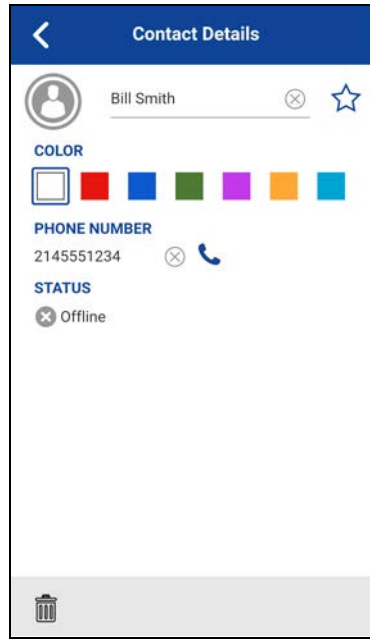 Contact Details
Bill Smith
COLOR
PHONE NUMBER
2145551234
STATUS
Offline